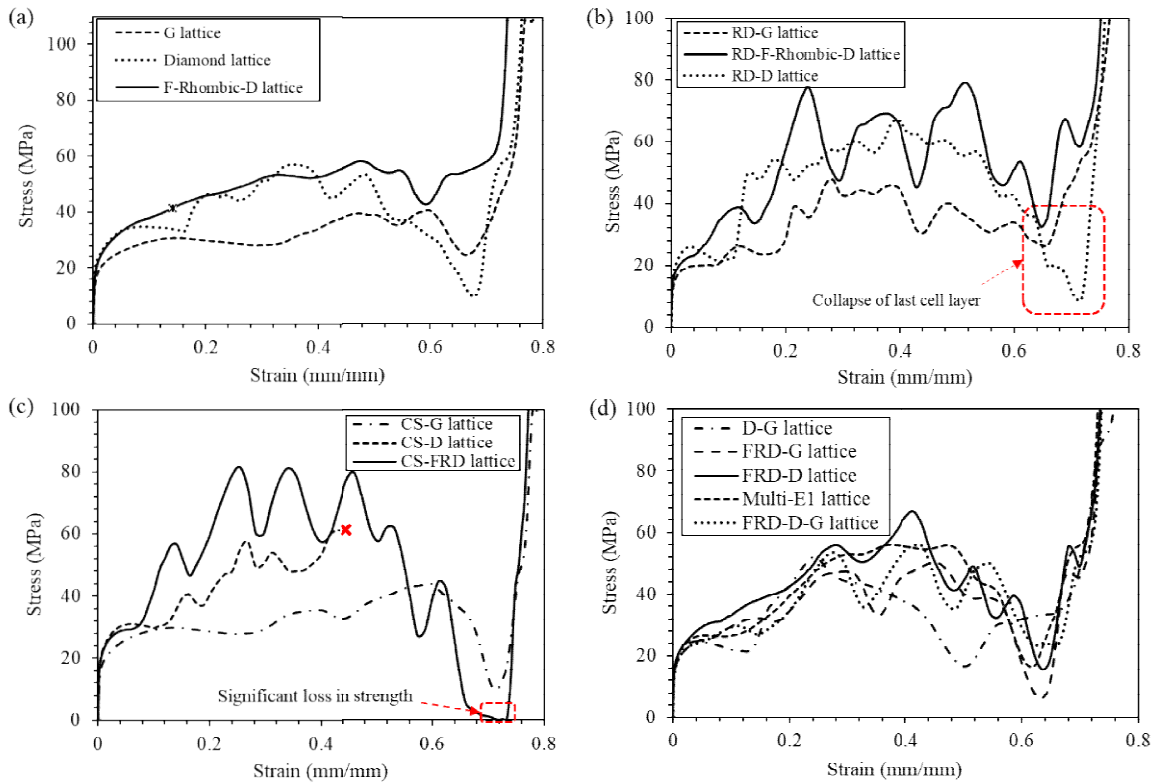 (a)
100
80
60
40
20
0
Stress (MPa)
G lattice
Diamond lattice
F-Rhombic-D lattice
0 0.2 0.4 0.6 0.8
Strain (mm/mm)
(b)
100
80
60
40
20
0
Stress (MPa)
RD-G lattice
RD-F-Rhombic-D lattice
RD-D lattice
Collapse of last cell layer
0 0.2 0.4 0.6 0.8
Strain (mm/mm)
(c)
100
80
60
40
20
0
Stress (MPa)
CS-G lattice
CS-D lattice
CS-FRD lattice
Significant loss in strength
0 0.2 0.4 0.6 0.8
Strain (mm/mm)
(d)
100
80
60
40
20
0
Stress (MPa)
D-G lattice
FRD-G lattice
FRD-D lattice
Multi-E1 lattice
FRD-D-G lattice
0 0.2 0.4 0.6 0.8
Strain (mm/mm)